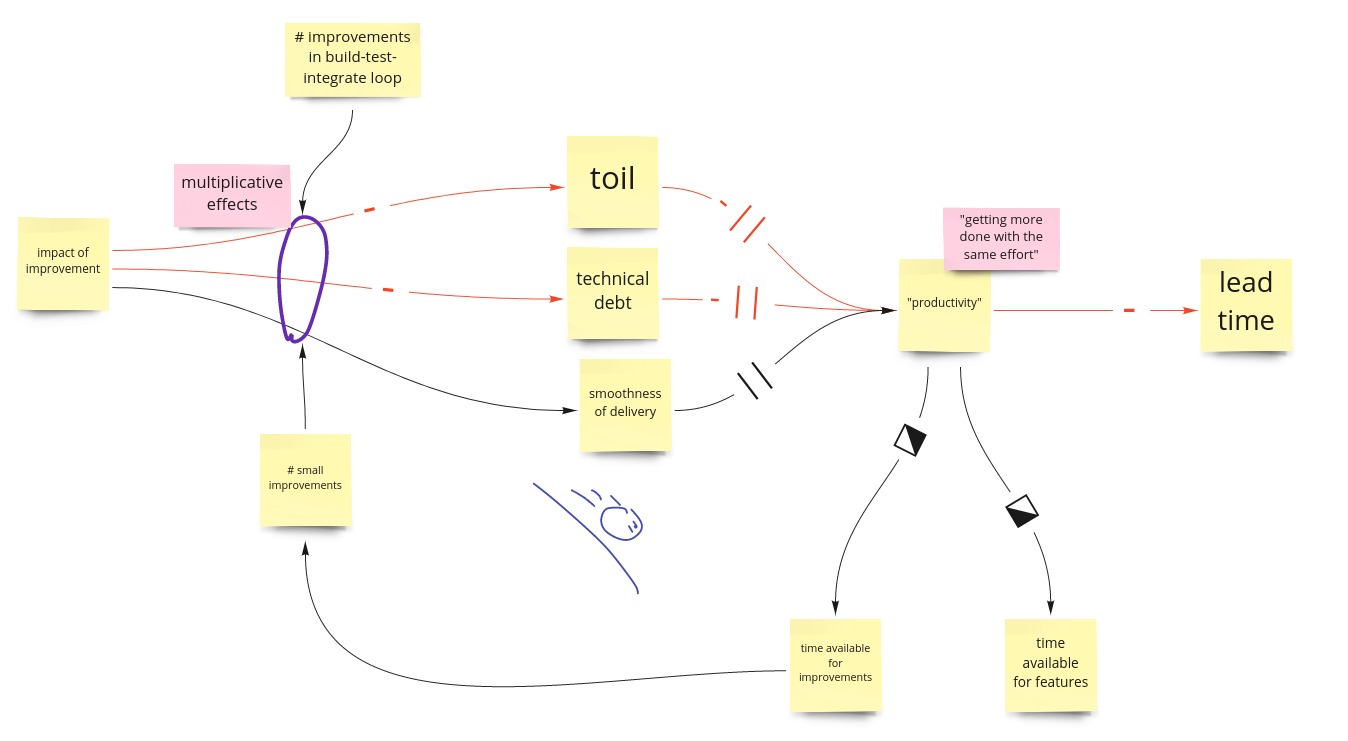 # improvements
in build-test-
integrate loop
multiplicative
effects
impact of
improvement
toil
technical
debt
smoothness
of delivery
"getting more
done with the
same effort"
"productivity"
lead
time
# small
improvements
time available
for
improvements
time
available
for features